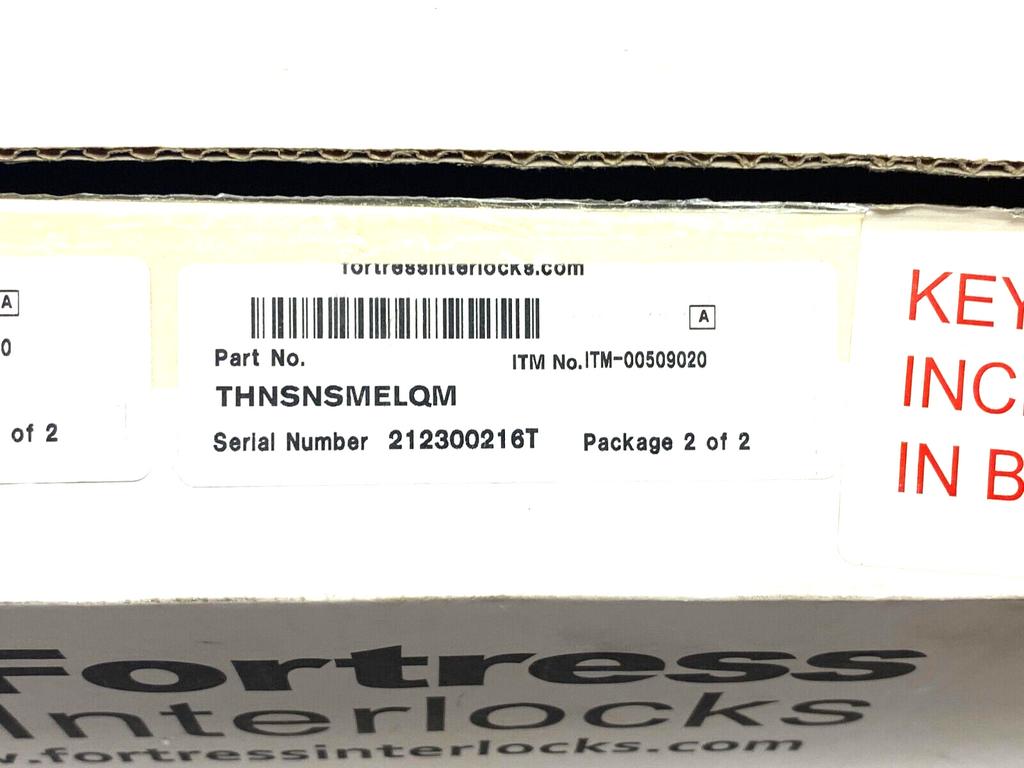 fortressinterlocks.com
A
A
Part No.
ITM No.ITM-00509020
0
THNSNSMELQM
Serial Number 212300216T Package 2 of 2
of 2
KEY
INC
IN B
Fortress
Interlocks
w.fortressinterlocks.com